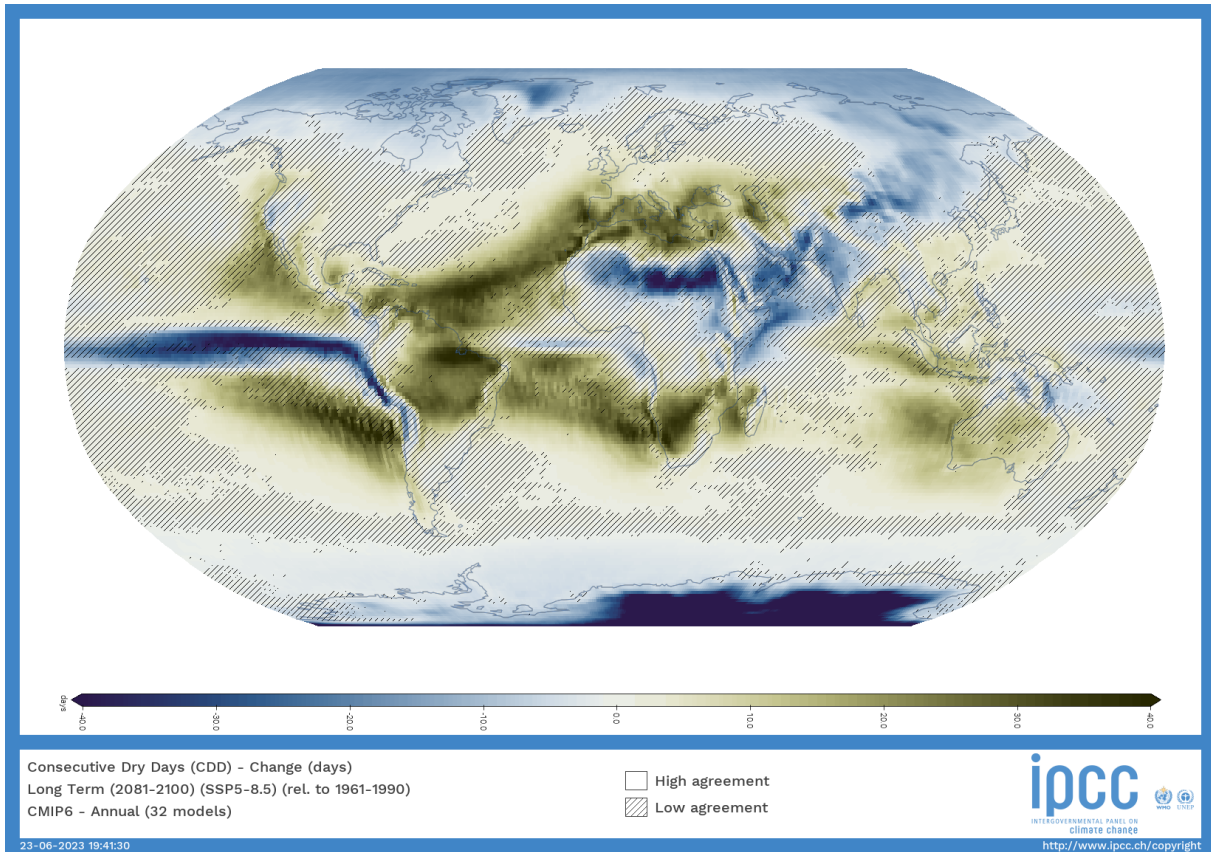 days
-40.0
-30.0
-20.0
-10.0
0.0
10.0
20.0
30.0
40.0
Consecutive Dry Days (CDD) - Change (days)
Long Term (2081-2100) (SSP5-8.5) (rel. to 1961-1990)
CMIP6 - Annual (32 models)
High agreement
Low agreement
ipcc
INTERGOVERNMENTAL PANEL ON
climate change
WMO
UNEP
23-06-2023 19:41:30
http://www.ipcc.ch/copyright